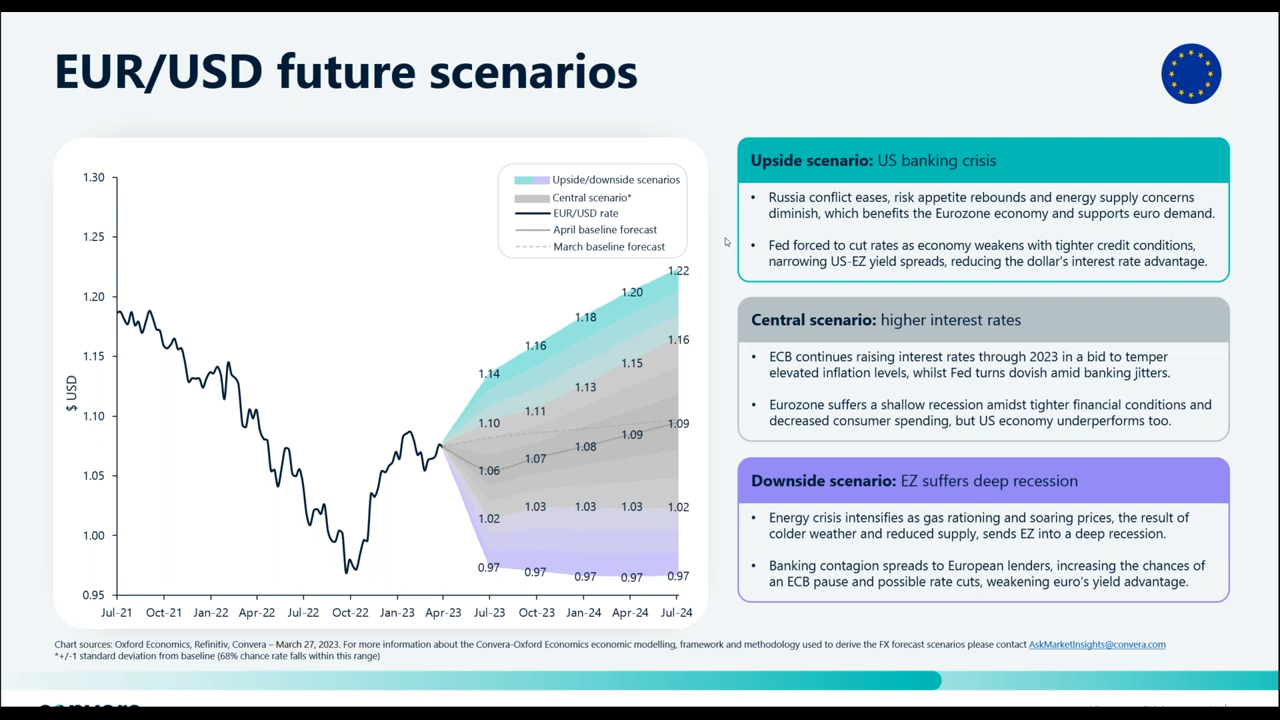 EUR/USD future scenarios
1.30
1.25
1.20
1.15
1.10
1.05
1.00
0.95
$ USD
Upside/downside scenarios
Central scenario*
EUR/USD rate
April baseline forecast
March baseline forecast
1.14
1.16
1.18
1.20
1.22
1.10
1.11
1.13
1.15
1.16
1.06
1.07
1.08
1.09
1.09
1.02
1.03
1.03
1.03
1.02
0.97
0.97
0.97
0.97
0.97
Jul-21
Oct-21
Jan-22
Apr-22
Jul-22
Oct-22
Jan-23
Apr-23
Jul-23
Oct-23
Jan-24
Apr-24
Jul-24
Upside scenario: US banking crisis
• Russia conflict eases, risk appetite rebounds and energy supply concerns
diminish, which benefits the Eurozone economy and supports euro demand.
• Fed forced to cut rates as economy weakens with tighter credit conditions,
narrowing US-EZ yield spreads, reducing the dollar's interest rate advantage.
Central scenario: higher interest rates
• ECB continues raising interest rates through 2023 in a bid to temper
elevated inflation levels, whilst Fed turns dovish amid banking jitters.
• Eurozone suffers a shallow recession amidst tighter financial conditions and
decreased consumer spending, but US economy underperforms too.
Downside scenario: EZ suffers deep recession
• Energy crisis intensifies as gas rationing and soaring prices, the result of
colder weather and reduced supply, sends EZ into a deep recession.
• Banking contagion spreads to European lenders, increasing the chances of
an ECB pause and possible rate cuts, weakening euro’s yield advantage.
Chart sources: Oxford Economics, Refinitiv, Convera – March 27, 2023. For more information about the Convera-Oxford Economics economic modelling, framework and methodology used to derive the FX forecast scenarios please contact AskMarketInsights@convera.com
*+/-1 standard deviation from baseline (68% chance rate falls within this range)
convera